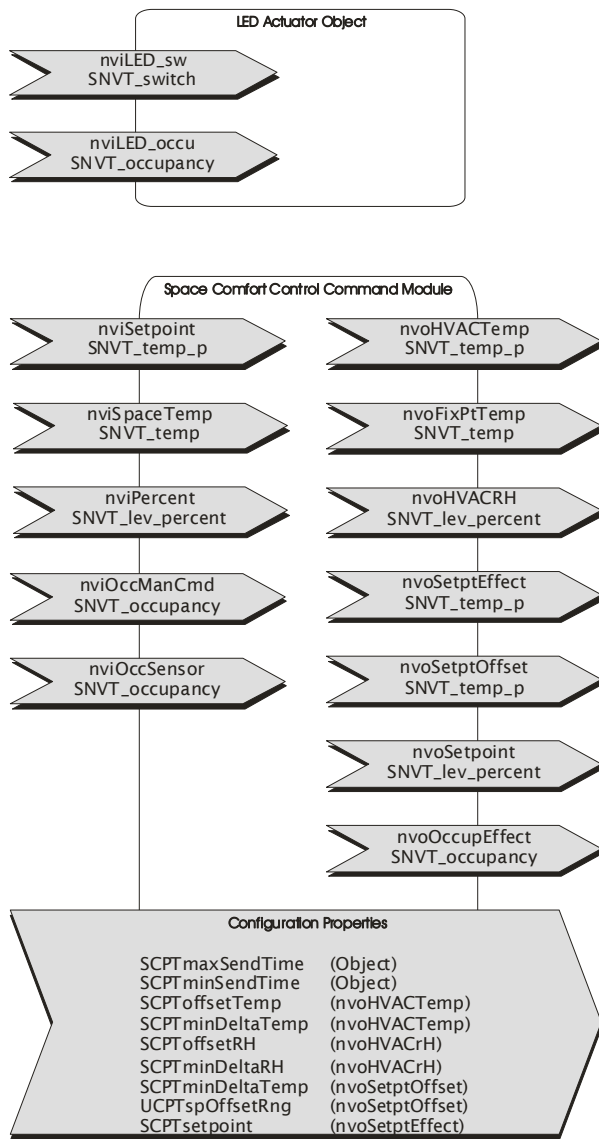 LED Actuator Object
nviLED_sw
SNVT_switch
nviLED_occu
SNVT_occupancy
Space Comfort Control Command Module
nviSetpoint
SNVT_temp_p
nvoHVACTemp
SNVT_temp_p
nviSpaceTemp
SNVT_temp
nvoFixPtTemp
SNVT_temp
nviPercent
SNVT_lev_percent
nvoHVACRH
SNVT_lev_percent
nviOccManCmd
SNVT_occupancy
nvoSetptEffect
SNVT_temp_p
nviOccSensor
SNVT_occupancy
nvoSetptOffset
SNVT_temp_p
nvoSetpoint
SNVT_lev_percent
nvoOccupEffect
SNVT_occupancy
Configuration Properties
SCPTmaxSendTime (Object)
SCPTminSendTime (Object)
SCPToffsetTemp (nvoHVACTemp)
SCPTminDeltaTemp (nvoHVACTemp)
SCPToffsetRH (nvoHVACrH)
SCPTminDeltaRH (nvoHVACrH)
SCPTminDeltaTemp (nvoSetptOffset)
UCPTspOffsetRng (nvoSetptOffset)
SCPTsetpoint (nvoSetptEffect)